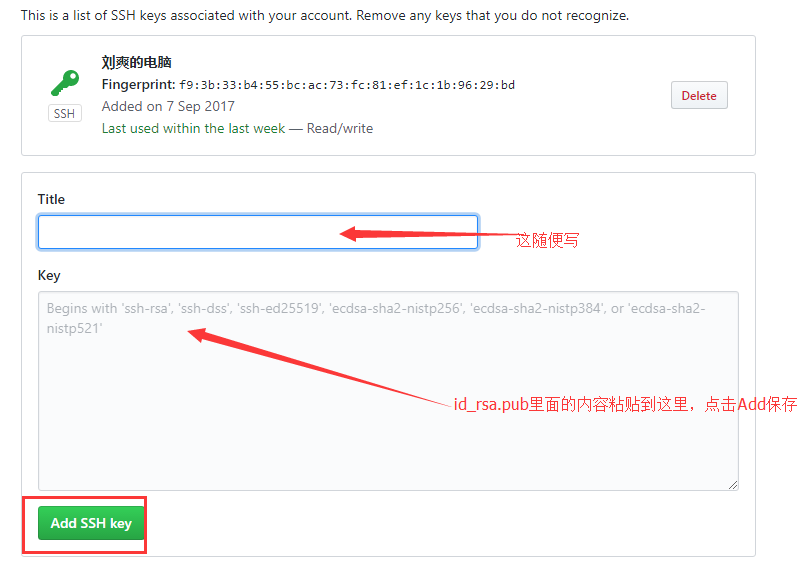 This is a list of SSH keys associated with your account. Remove any keys that you do not recognize.
刘爽的电脑
Fingerprint: f9:3b:33:b4:55:bc:ac:73:fc:81:ef:1c:1b:96:29:bd
SSH
Added on 7 Sep 2017
Delete
Last used within the last week — Read/write
Title
这随便写
Key
Begins with 'ssh-rsa', 'ssh-dss', 'ssh-ed25519', 'ecdsa-sha2-nistp256', 'ecdsa-sha2-nistp384', or 'ecdsa-sha2-
nistp521'
id_rsa.pub里面的内容粘贴到这里，点击Add保存
Add SSH key